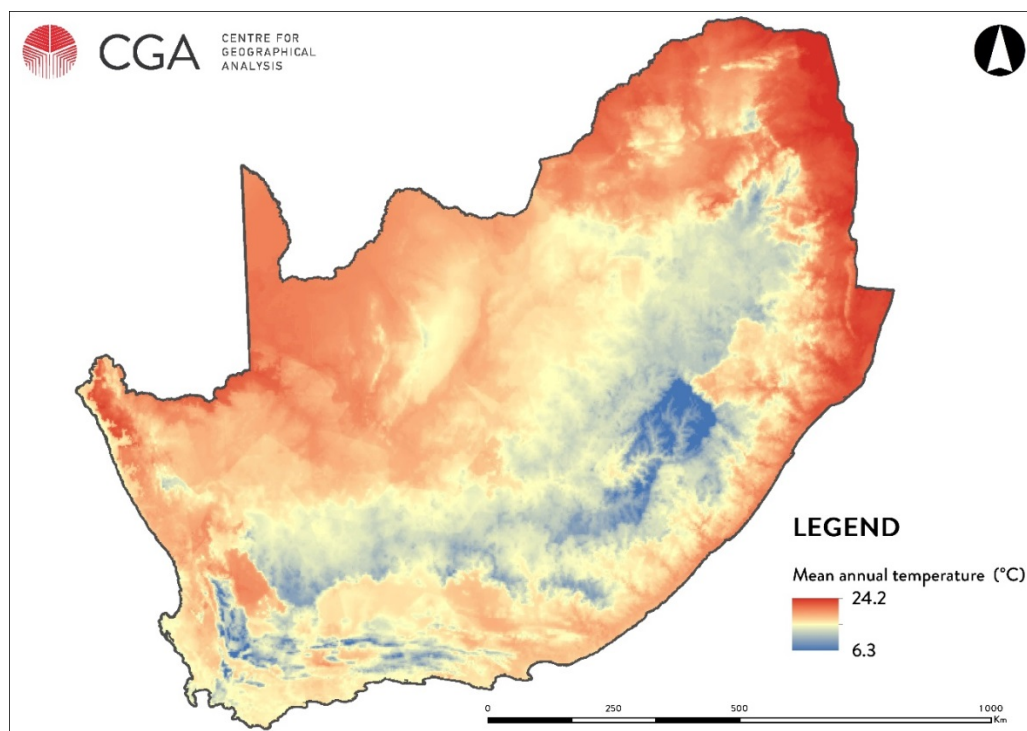 CGA
CENTRE FOR
GEOGRAPHICAL
ANALYSIS
LEGEND
Mean annual temperature (°C)
24.2
6.3
0 250 500 1000
Km